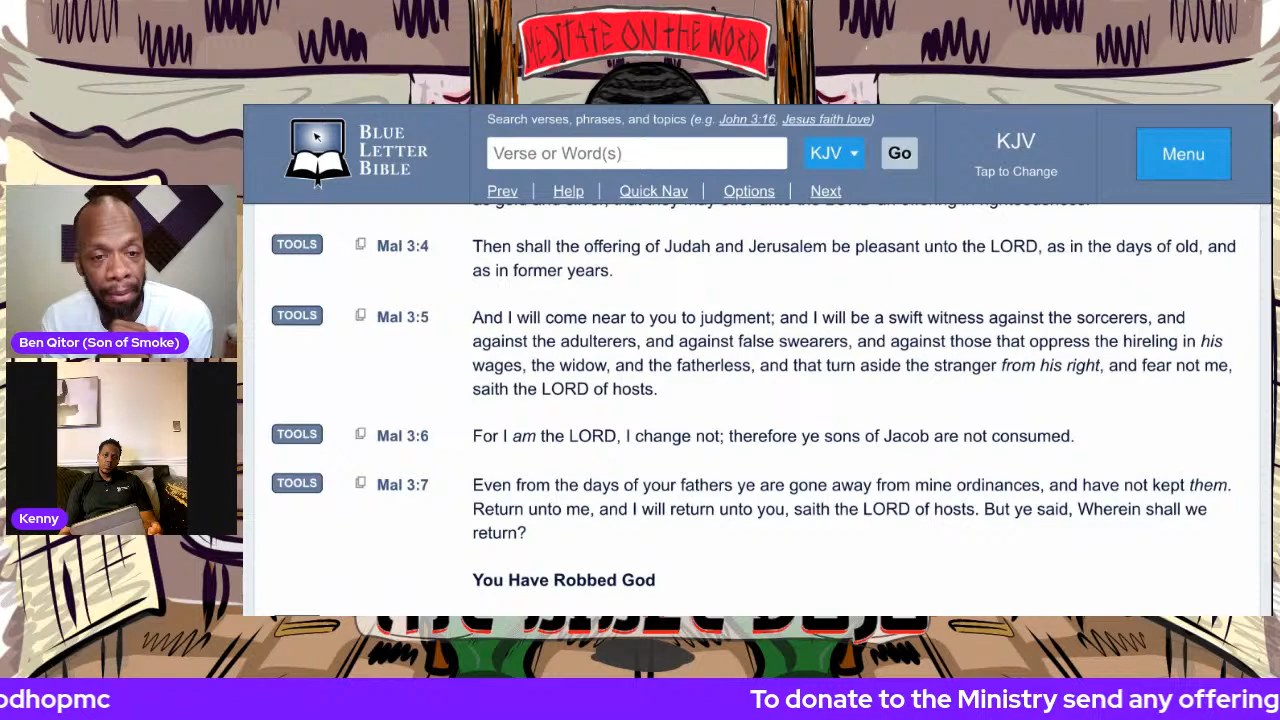 MEDITATE ON THE WORD
Search verses, phrases, and topics (e.g. John 3:16, Jesus faith love)
BLUE
LETTER
BIBLE
Verse or Word(s)
KJV
Go
KJV
Tap to Change
Menu
Prev
Help
Quick Nav
Options
Next
TOOLS
Mal 3:4
Then shall the offering of Judah and Jerusalem be pleasant unto the LORD, as in the days of old, and
as in former years.
TOOLS
Mal 3:5
And I will come near to you to judgment; and I will be a swift witness against the sorcerers, and
against the adulterers, and against false swearers, and against those that oppress the hireling in his
wages, the widow, and the fatherless, and that turn aside the stranger from his right, and fear not me,
saith the LORD of hosts.
TOOLS
Mal 3:6
For I am the LORD, I change not; therefore ye sons of Jacob are not consumed.
TOOLS
Mal 3:7
Even from the days of your fathers ye are gone away from mine ordinances, and have not kept them.
Return unto me, and I will return unto you, saith the LORD of hosts. But ye said, Wherein shall we
return?
You Have Robbed God
Ben Qitor (Son of Smoke)
Kenny
odhopmc
To donate to the Ministry send any offering